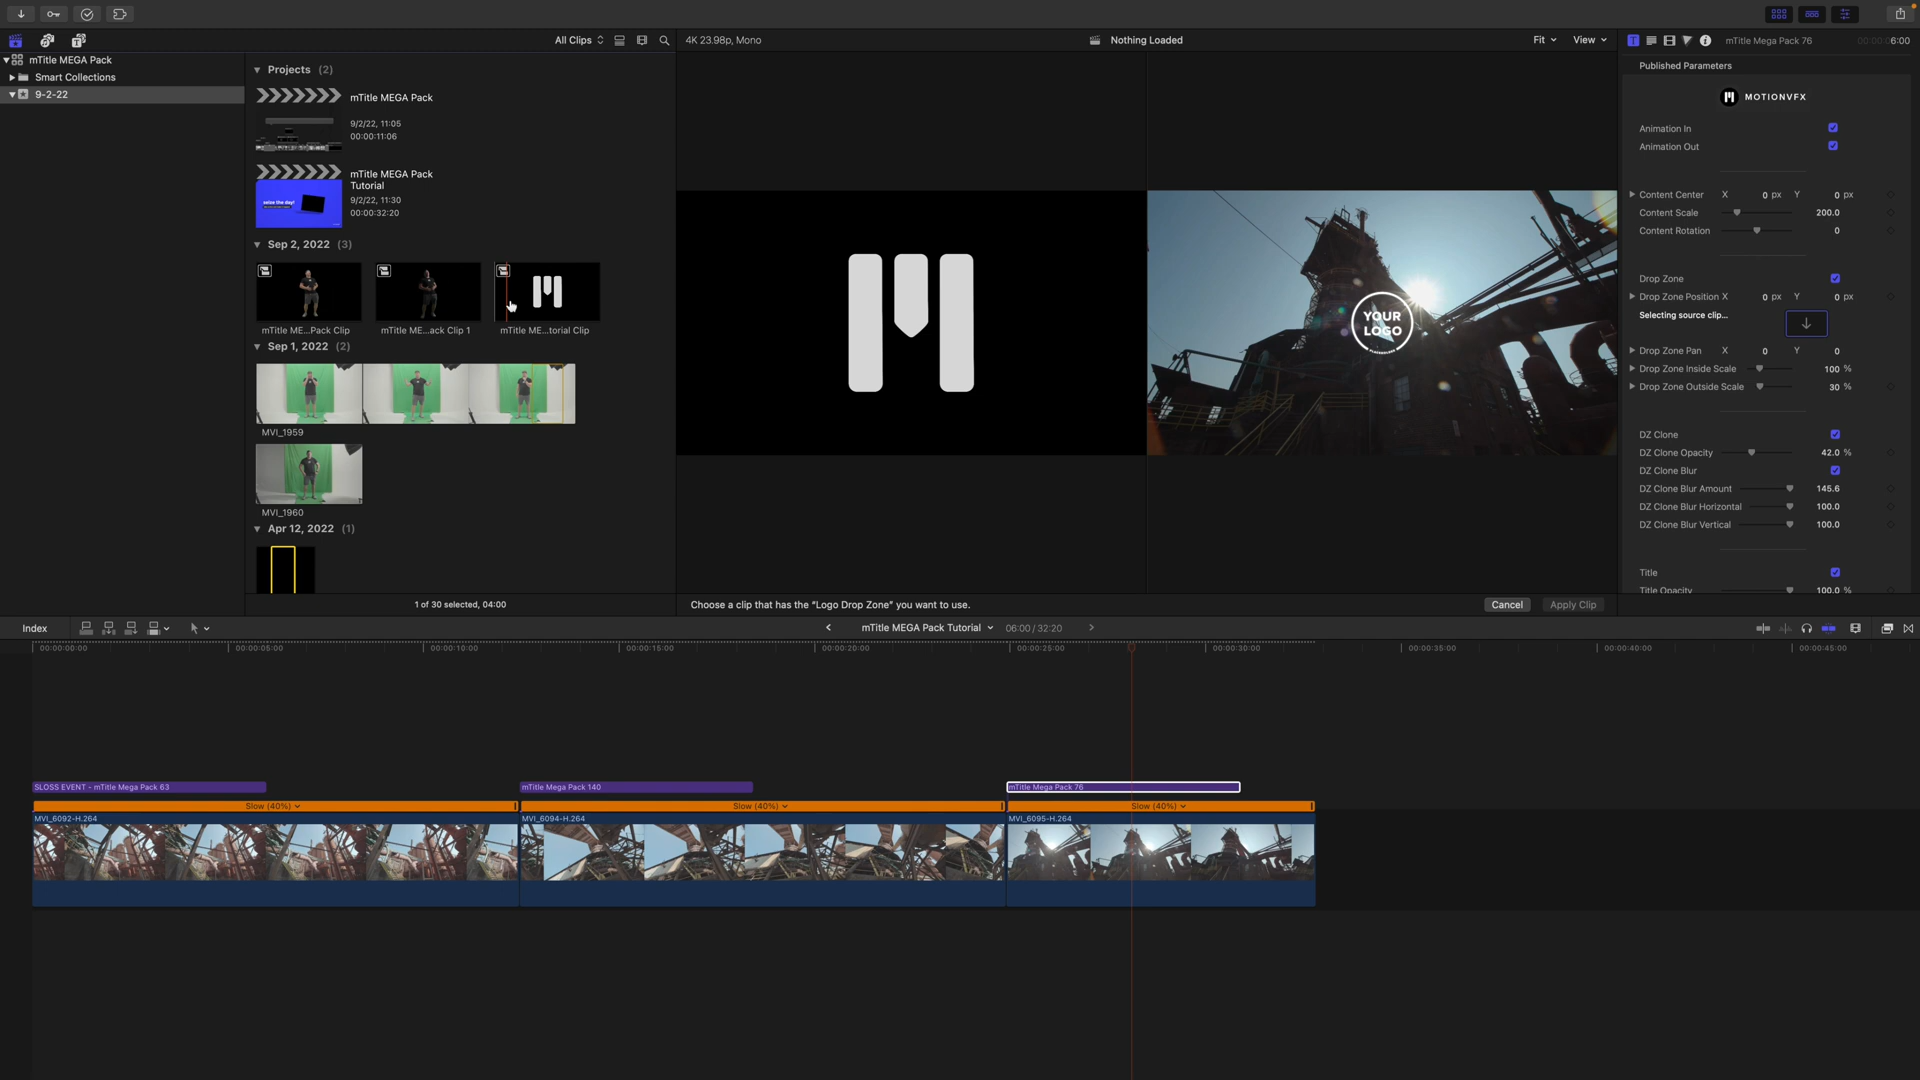 All Clips
4K 23.98p, Mono
Nothing Loaded
Fit
View
mTitle Mega Pack 76
00:00:06:00
mTitle MEGA Pack
Smart Collections
9-2-22
Projects (2)
mTitle MEGA Pack
9/2/22, 11:05
00:00:11:06
mTitle MEGA Pack
Tutorial
9/2/22, 11:30
00:00:32:20
seize the day!
Sep 2, 2022 (3)
mTitle ME...Pack Clip
mTitle ME...ack Clip 1
mTitle ME...torial Clip
Sep 1, 2022 (2)
MVI_1959
MVI_1960
Apr 12, 2022 (1)
1 of 30 selected, 04:00
YOUR
LOGO
PLACEHOLDER
Choose a clip that has the “Logo Drop Zone” you want to use.
Cancel
Apply Clip
Published Parameters
MOTIONVFX
Animation In
Animation Out
Content Center X 0 px Y 0 px
Content Scale 200.0
Content Rotation 0
Drop Zone
Drop Zone Position X 0 px Y 0 px
Selecting source clip...
Drop Zone Pan X 0 Y 0
Drop Zone Inside Scale 100 %
Drop Zone Outside Scale 30 %
DZ Clone
DZ Clone Opacity 42.0 %
DZ Clone Blur
DZ Clone Blur Amount 145.6
DZ Clone Blur Horizontal 100.0
DZ Clone Blur Vertical 100.0
Title
Title Opacity 100.0 %
Index
mTitle MEGA Pack Tutorial
06:00 / 32:20
00:00:00:00
00:00:05:00
00:00:10:00
00:00:15:00
00:00:20:00
00:00:25:00
00:00:30:00
00:00:35:00
00:00:40:00
00:00:45:00
SLOSS EVENT - mTitle Mega Pack 63
mTitle Mega Pack 140
mTitle Mega Pack 76
Slow (40%)
Slow (40%)
Slow (40%)
MVI_6092-H.264
MVI_6094-H.264
MVI_6095-H.264